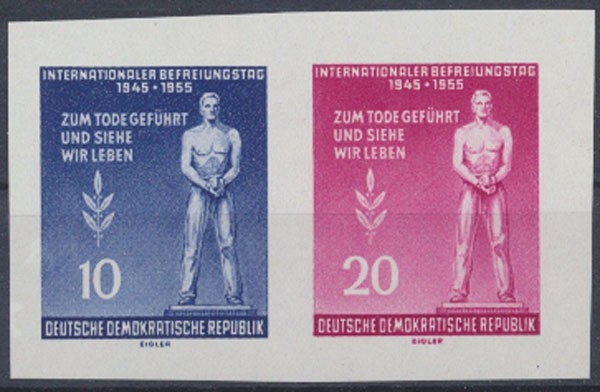 INTERNATIONALER BEFREIUNGSTAG
1945 • 1955
ZUM TODE GEFÜHRT
UND SIEHE
WIR LEBEN
10
DEUTSCHE DEMOKRATISCHE REPUBLIK
EIGLER
INTERNATIONALER BEFREIUNGSTAG
1945 • 1955
ZUM TODE GEFÜHRT
UND SIEHE
WIR LEBEN
20
DEUTSCHE DEMOKRATISCHE REPUBLIK
EIGLER